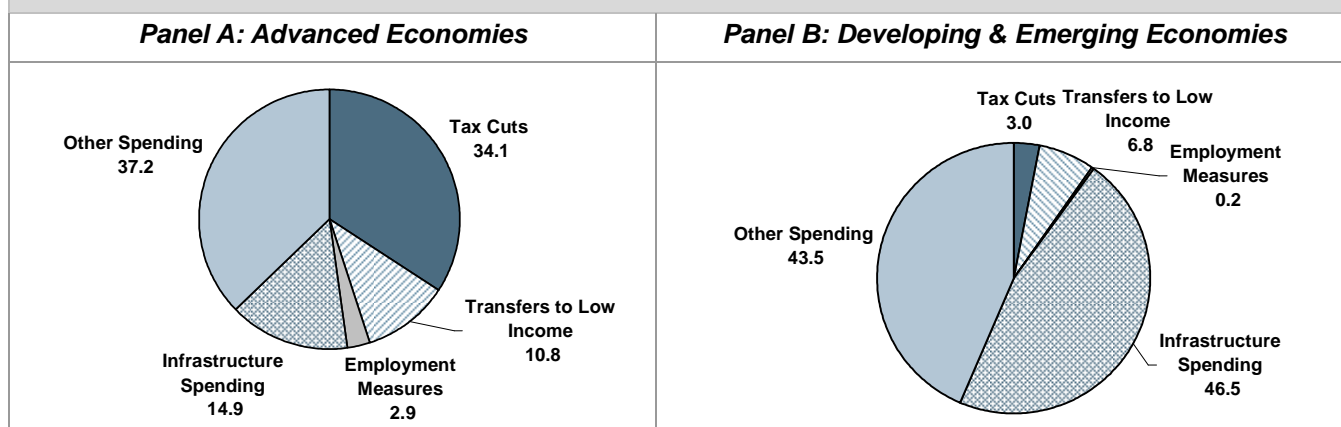 Panel A: Advanced Economies
Other Spending
37.2
Tax Cuts
34.1
Transfers to Low
Income
10.8
Infrastructure
Spending
14.9
Employment
Measures
2.9
Panel B: Developing & Emerging Economies
Tax Cuts
3.0
Transfers to Low
Income
6.8
Employment
Measures
0.2
Other Spending
43.5
Infrastructure
Spending
46.5